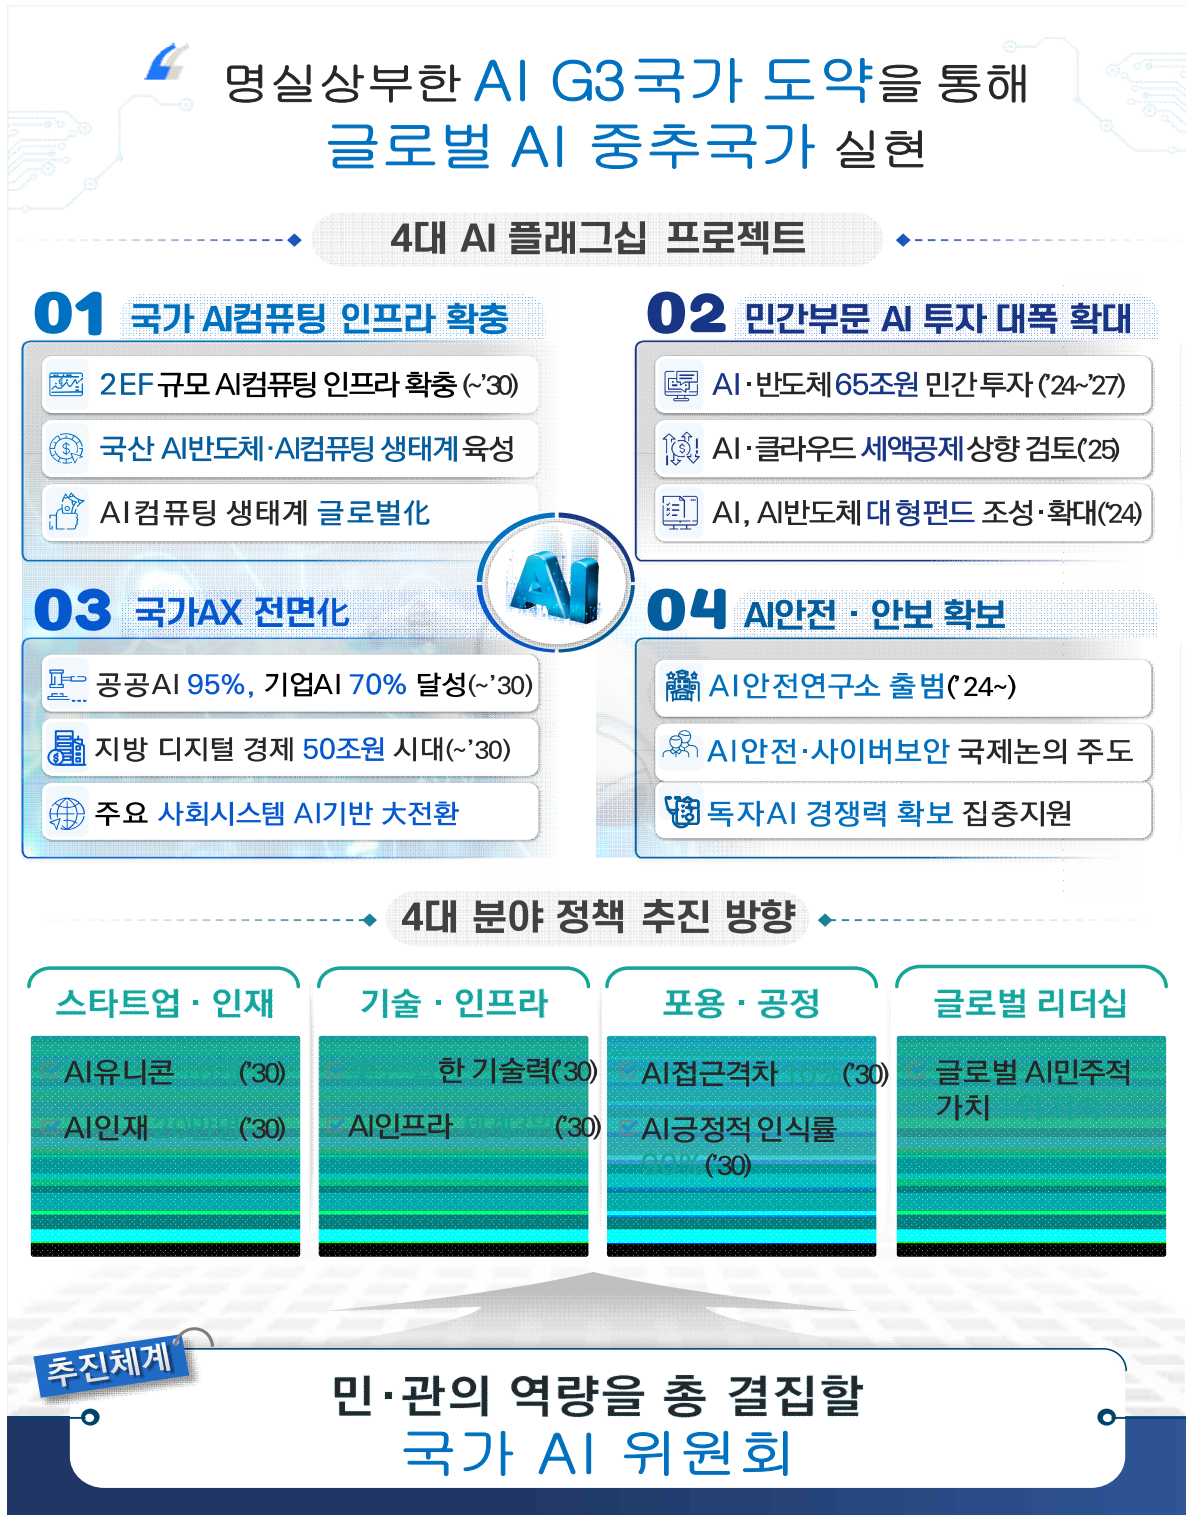 명실상부한 AI G3국가 도약을 통해
글로벌 AI 중추국가 실현
4대 AI 플래그십 프로젝트
01 국가 AI컴퓨팅 인프라 확충
2EF규모 AI컴퓨팅 인프라 확충 (~'30)
국산 AI반도체·AI컴퓨팅 생태계 육성
AI컴퓨팅 생태계 글로벌化
02 민간부문 AI 투자 대폭 확대
AI·반도체 65조원 민간 투자 ('24~'27)
AI·클라우드 세액공제 상향 검토('25)
AI, AI반도체 대형펀드 조성·확대('24)
AI
03 국가AX 전면化
공공AI 95%, 기업AI 70% 달성(~'30)
지방 디지털 경제 50조원 시대(~'30)
주요 사회시스템 AI기반 大전환
04 AI안전·안보 확보
AI안전연구소 출범('24~)
AI안전·사이버보안 국제논의 주도
독자AI 경쟁력 확보 집중지원
4대 분야 정책 추진 방향
스타트업·인재
AI유니콘 ('30)
AI인재 ('30)
기술·인프라
한 기술력('30)
AI인프라 ('30)
포용·공정
AI접근격차 ('30)
AI긍정적 인식률
('30)
글로벌 리더십
글로벌 AI민주적
가치
추진체계
민·관의 역량을 총 결집할
국가 AI 위원회